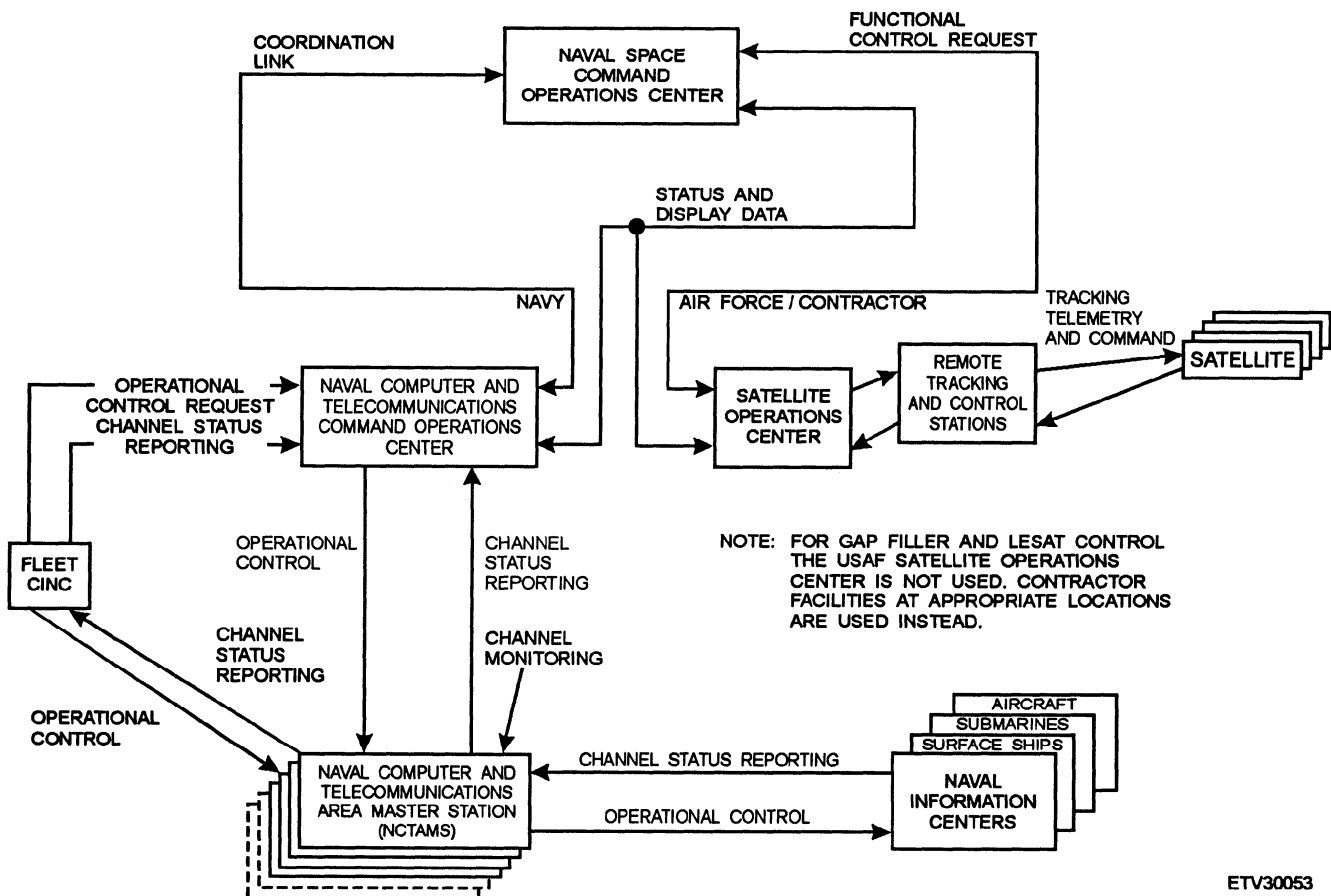 COORDINATION
LINK
NAVAL SPACE
COMMAND
OPERATIONS CENTER
FUNCTIONAL
CONTROL REQUEST
STATUS AND
DISPLAY DATA
NAVY
AIR FORCE / CONTRACTOR
TRACKING
TELEMETRY
AND COMMAND
OPERATIONAL
CONTROL REQUEST
CHANNEL STATUS
REPORTING
NAVAL COMPUTER AND
TELECOMMUNICATIONS
COMMAND OPERATIONS
CENTER
SATELLITE
OPERATIONS
CENTER
REMOTE
TRACKING
AND CONTROL
STATIONS
SATELLITE
FLEET
CINC
OPERATIONAL
CONTROL
CHANNEL
STATUS
REPORTING
NOTE: FOR GAP FILLER AND LESAT CONTROL
THE USAF SATELLITE OPERATIONS
CENTER IS NOT USED. CONTRACTOR
FACILITIES AT APPROPRIATE LOCATIONS
ARE USED INSTEAD.
CHANNEL
STATUS
REPORTING
CHANNEL
MONITORING
OPERATIONAL
CONTROL
NAVAL COMPUTER AND
TELECOMMUNICATIONS
AREA MASTER STATION
(NCTAMS)
CHANNEL STATUS REPORTING
OPERATIONAL CONTROL
AIRCRAFT
SUBMARINES
SURFACE SHIPS
NAVAL
INFORMATION
CENTERS
ETV30053